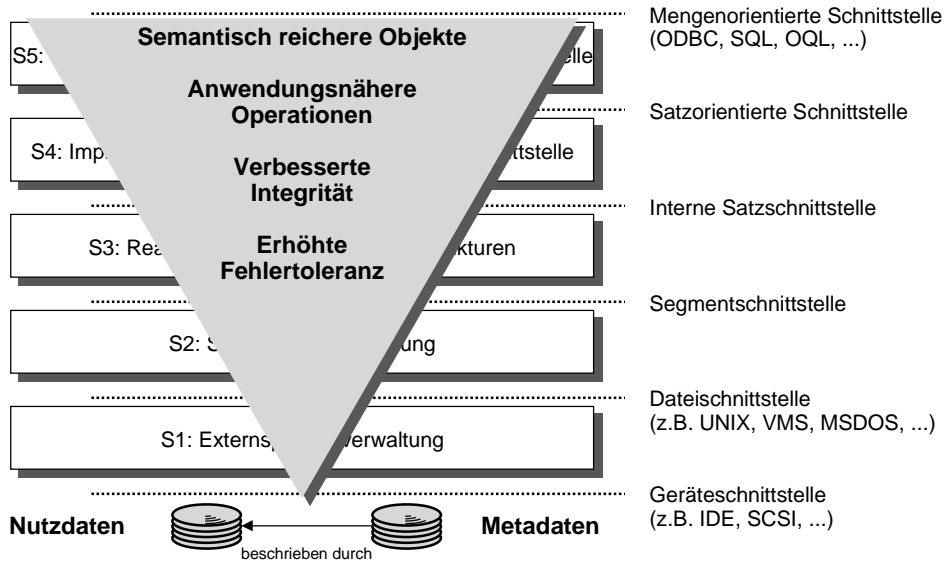 Mengenorientierte Schnittstelle
(ODBC, SQL, OQL, ...)
Semantisch reichere Objekte
S5:
elle
Anwendungsnähere
Operationen
Satzorientierte Schnittstelle
S4: Imp
ttstelle
Verbesserte
Integrität
Interne Satzschnittstelle
S3: Rea
kturen
Erhöhte
Fehlertoleranz
Segmentschnittstelle
S2: S
ung
Dateischnittstelle
(z.B. UNIX, VMS, MSDOS, ...)
S1: Externsp
verwaltung
Geräteschnittstelle
(z.B. IDE, SCSI, ...)
Nutzdaten
Metadaten
beschrieben durch